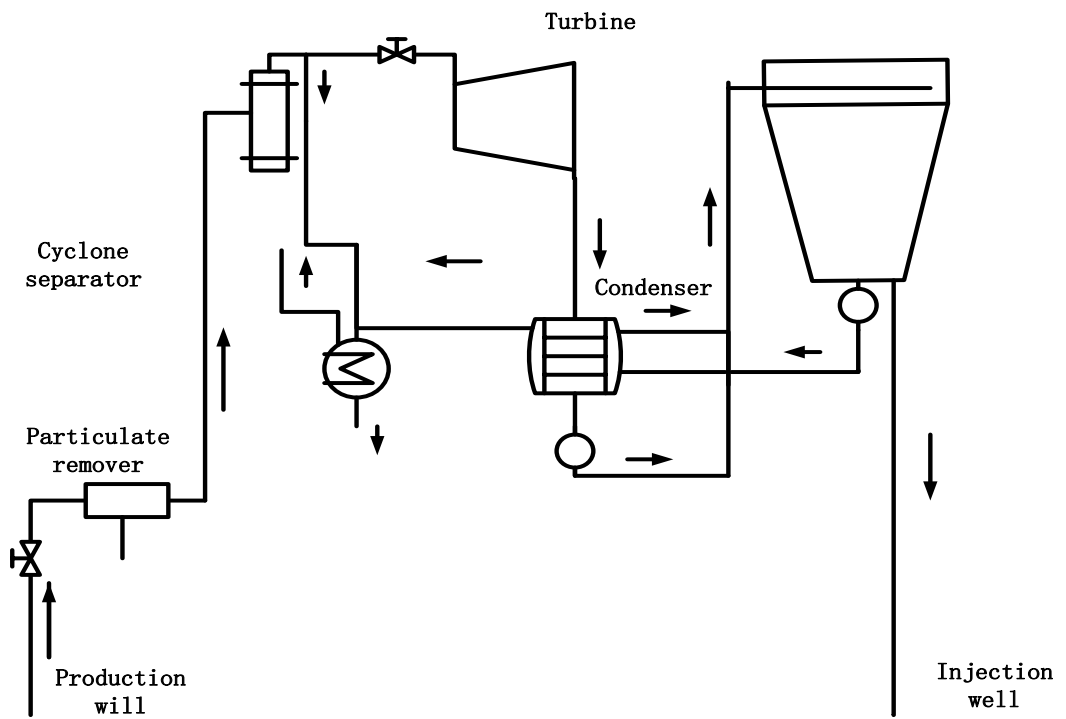 Turbine
Cyclone
separator
Condenser
Particulate
remover
Production
will
Injection
well